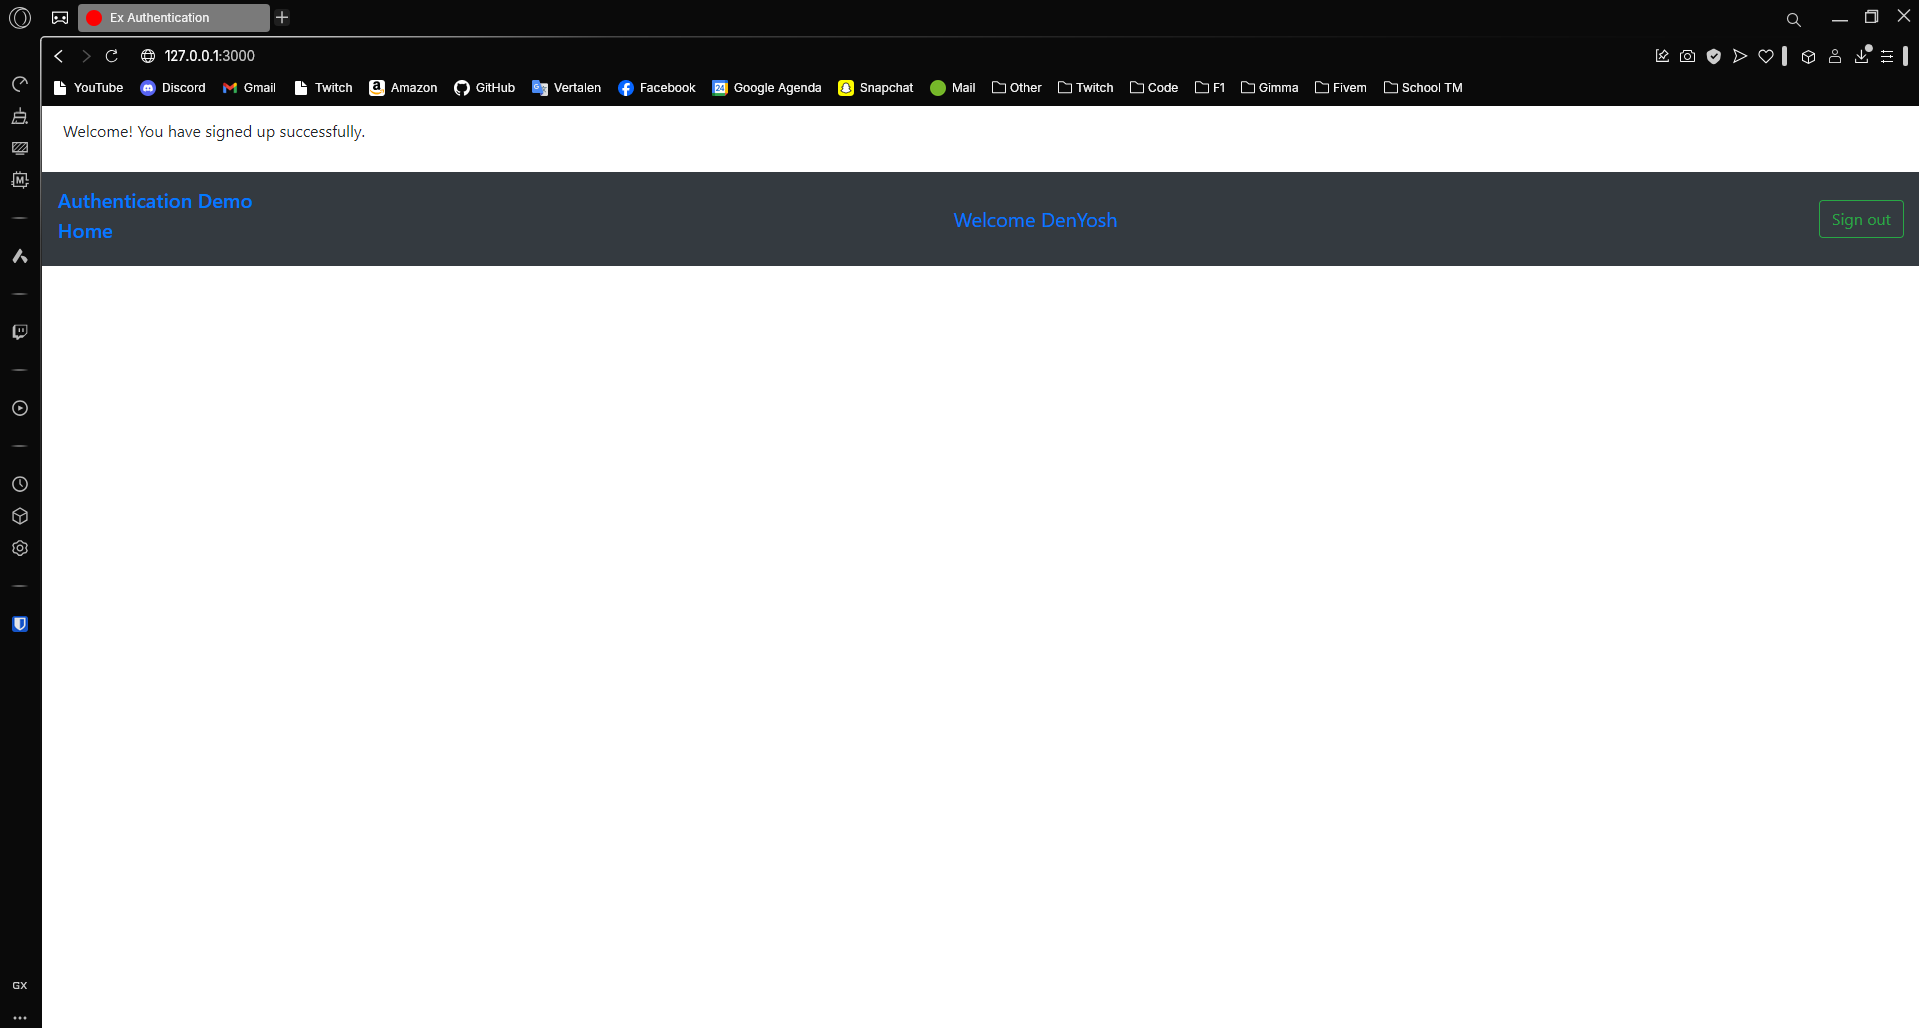 Ex Authentication
127.0.0.1:3000
YouTube Discord Gmail Twitch Amazon GitHub Vertalen Facebook Google Agenda Snapchat Mail Other Twitch Code F1 Gimma Fivem School TM
Welcome! You have signed up successfully.
Authentication Demo
Home
Welcome DenYosh
Sign out
GX